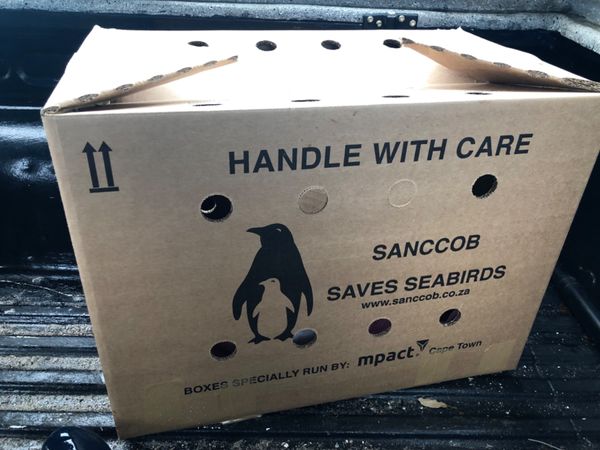 HANDLE WITH CARE
SANCCOB
SAVES SEABIRDS
www.sanccob.co.za
BOXES SPECIALLY RUN BY: mpact Cape Town